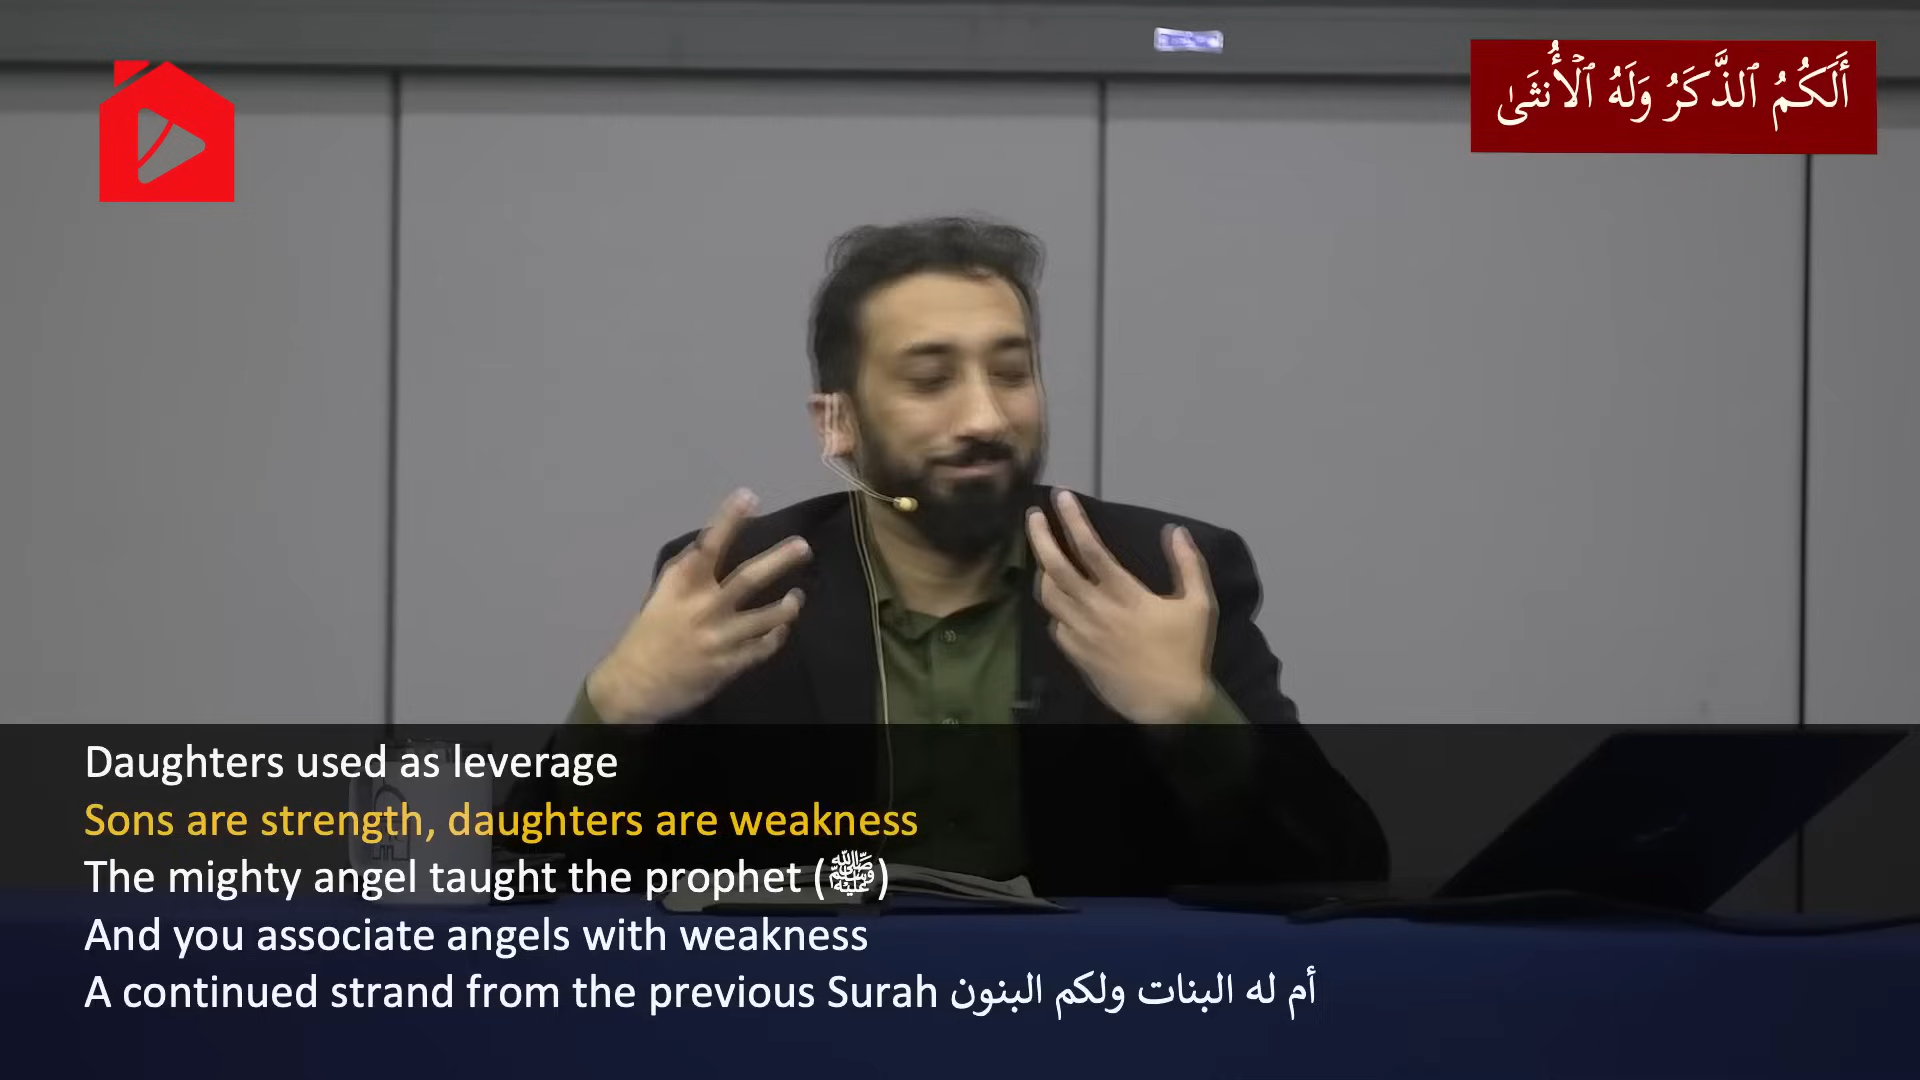 أَلَكُمُ ٱلذَّكَرُ وَلَهُ ٱلْأُنثَىٰ
Daughters used as leverage
Sons are strength, daughters are weakness
The mighty angel taught the prophet (ﷺ)
And you associate angels with weakness
A continued strand from the previous Surah أم له البنات ولكم البنون